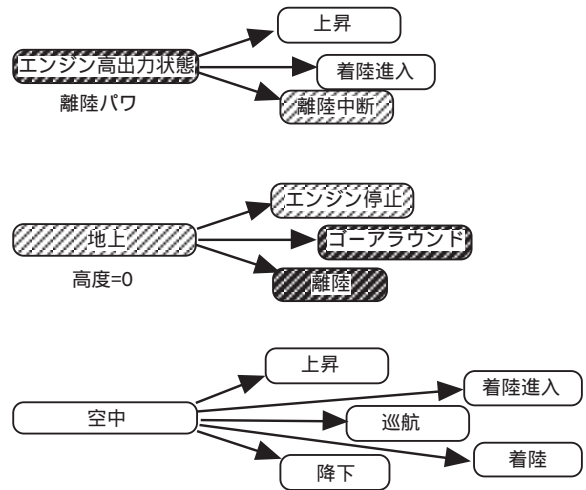 上昇
エンジン高出力状態
着陸進入
離陸パワ
離陸中断
エンジン停止
地上
ゴーアラウンド
高度=0
離陸
上昇
着陸進入
空中
巡航
着陸
降下